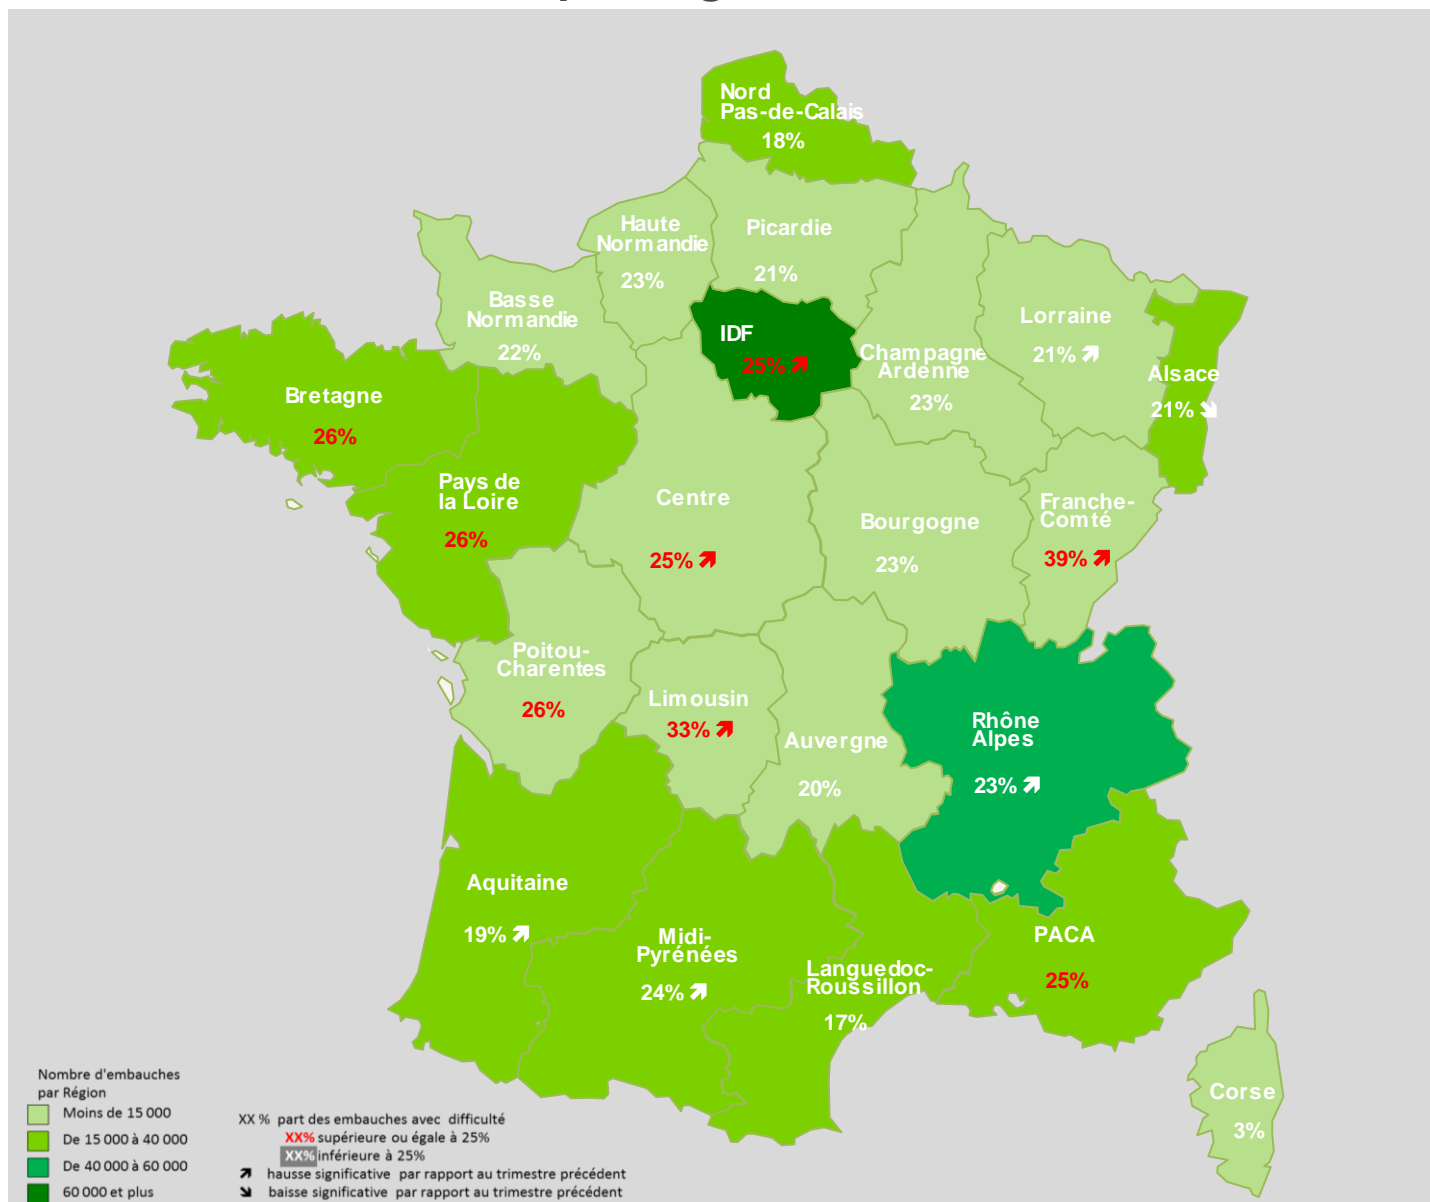 Nord
Pas-de-Calais
18%
Haute
Normandie
23%
Picardie
21%
Basse
Normandie
22%
IDF
25%
Champagne
Ardenne
23%
Lorraine
21%
Alsace
21%
Bretagne
26%
Pays de
la Loire
26%
Centre
25%
Bourgogne
23%
Franche-
Comté
39%
Poitou-
Charentes
26%
Limousin
33%
Auvergne
20%
Rhône
Alpes
23%
Aquitaine
19%
Midi-
Pyrénées
24%
Languedoc-
Roussillon
17%
PACA
25%
Corse
3%
Nombre d'embauches
par Région
Moins de 15 000
De 15 000 à 40 000
De 40 000 à 60 000
60 000 et plus
XX % part des embauches avec difficulté
XX% supérieure ou égale à 25%
XX% inférieure à 25%
hausse significative par rapport au trimestre précédent
baisse significative par rapport au trimestre précédent